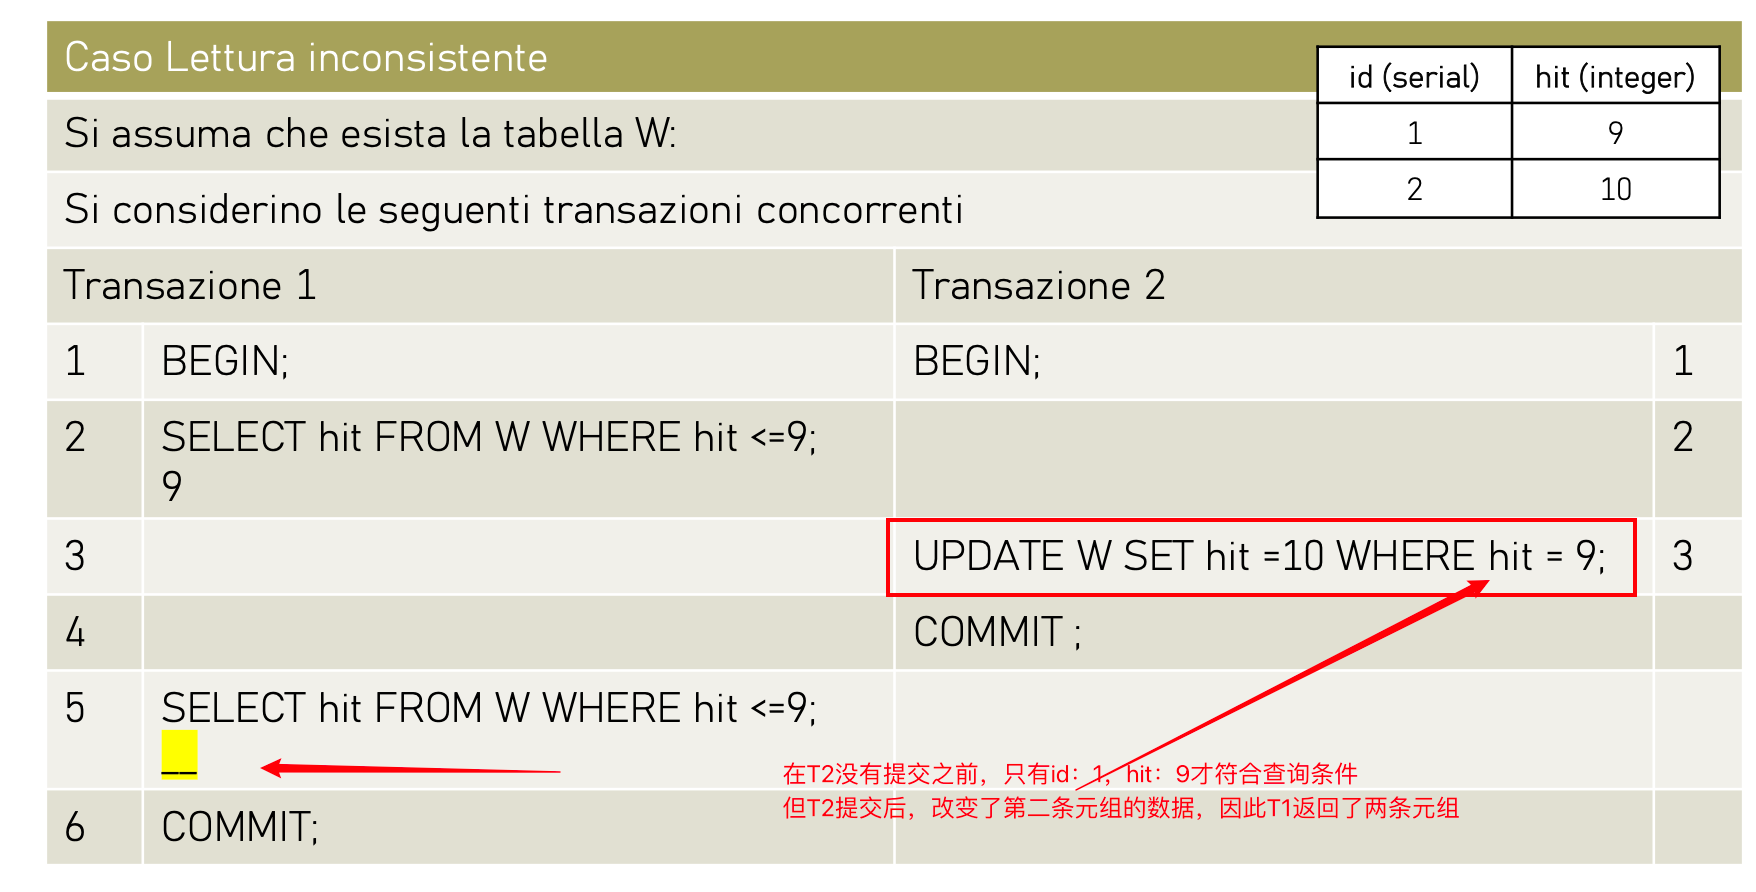 Caso Lettura inconsistente
id (serial) hit (integer)
1 9
2 10
Si assuma che esista la tabella W:
Si considerino le seguenti transazioni concorrenti
Transazione 1 Transazione 2
1 BEGIN; BEGIN; 1
2 SELECT hit FROM W WHERE hit <=9; 2
9
3 UPDATE W SET hit =10 WHERE hit = 9; 3
4 COMMIT ;
5 SELECT hit FROM W WHERE hit <=9;
__
在T2没有提交之前，只有id：1，hit：9才符合查询条件
但T2提交后，改变了第二条元组的数据，因此T1返回了两条元组
6 COMMIT;